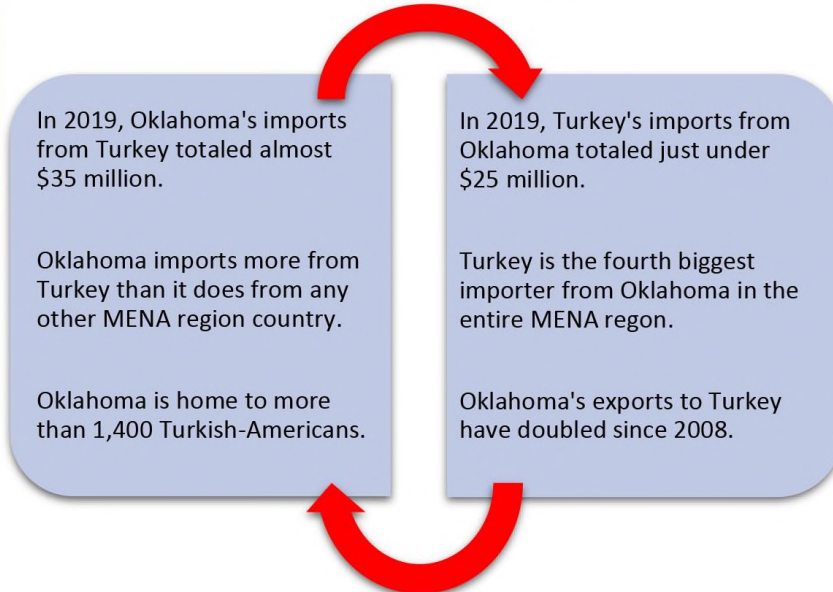 In 2019, Oklahoma's imports
from Turkey totaled almost
$35 million.
Oklahoma imports more from
Turkey than it does from any
other MENA region country.
Oklahoma is home to more
than 1,400 Turkish-Americans.
In 2019, Turkey's imports from
Oklahoma totaled just under
$25 million.
Turkey is the fourth biggest
importer from Oklahoma in the
entire MENA regon.
Oklahoma's exports to Turkey
have doubled since 2008.